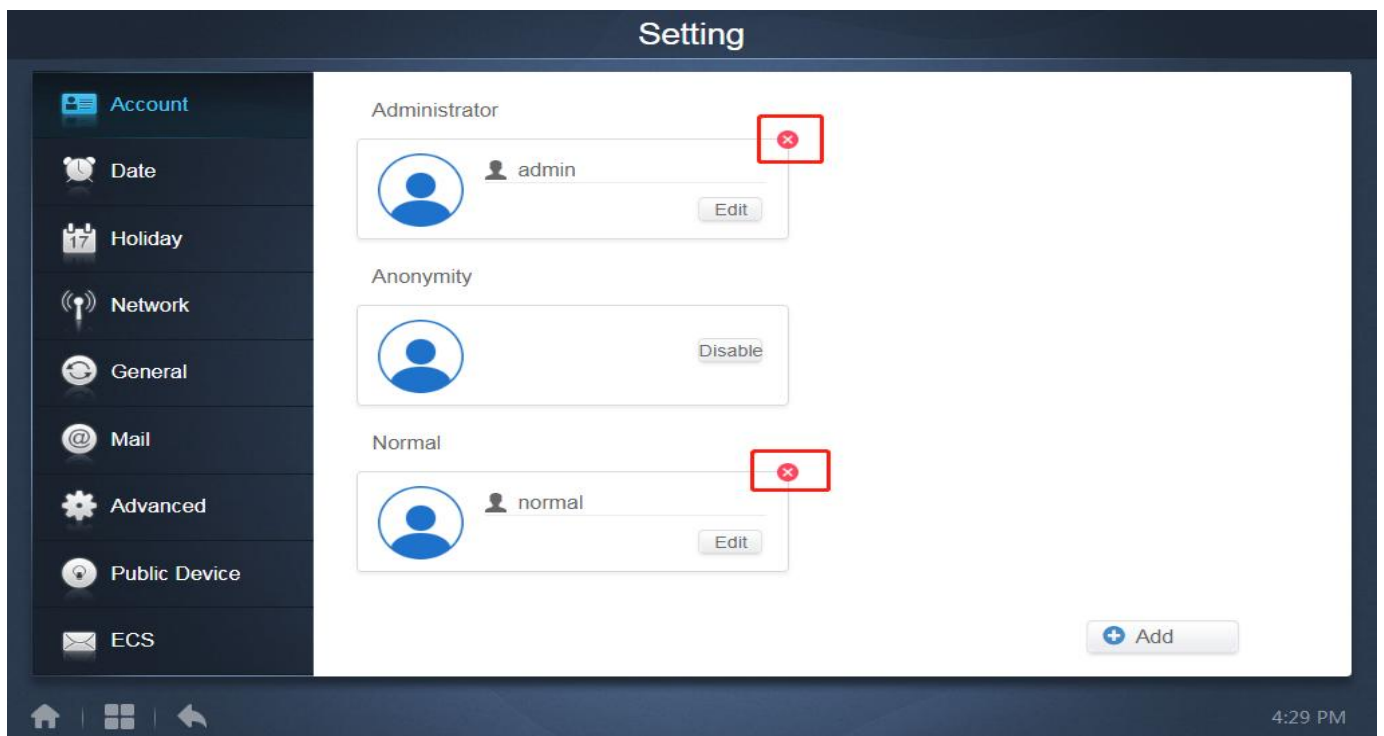 Setting
Account
Date
Holiday
17
Network
General
Mail
Advanced
Public Device
ECS
Administrator
admin
Edit
Anonymity
Disable
Normal
normal
Edit
Add
4:29 PM